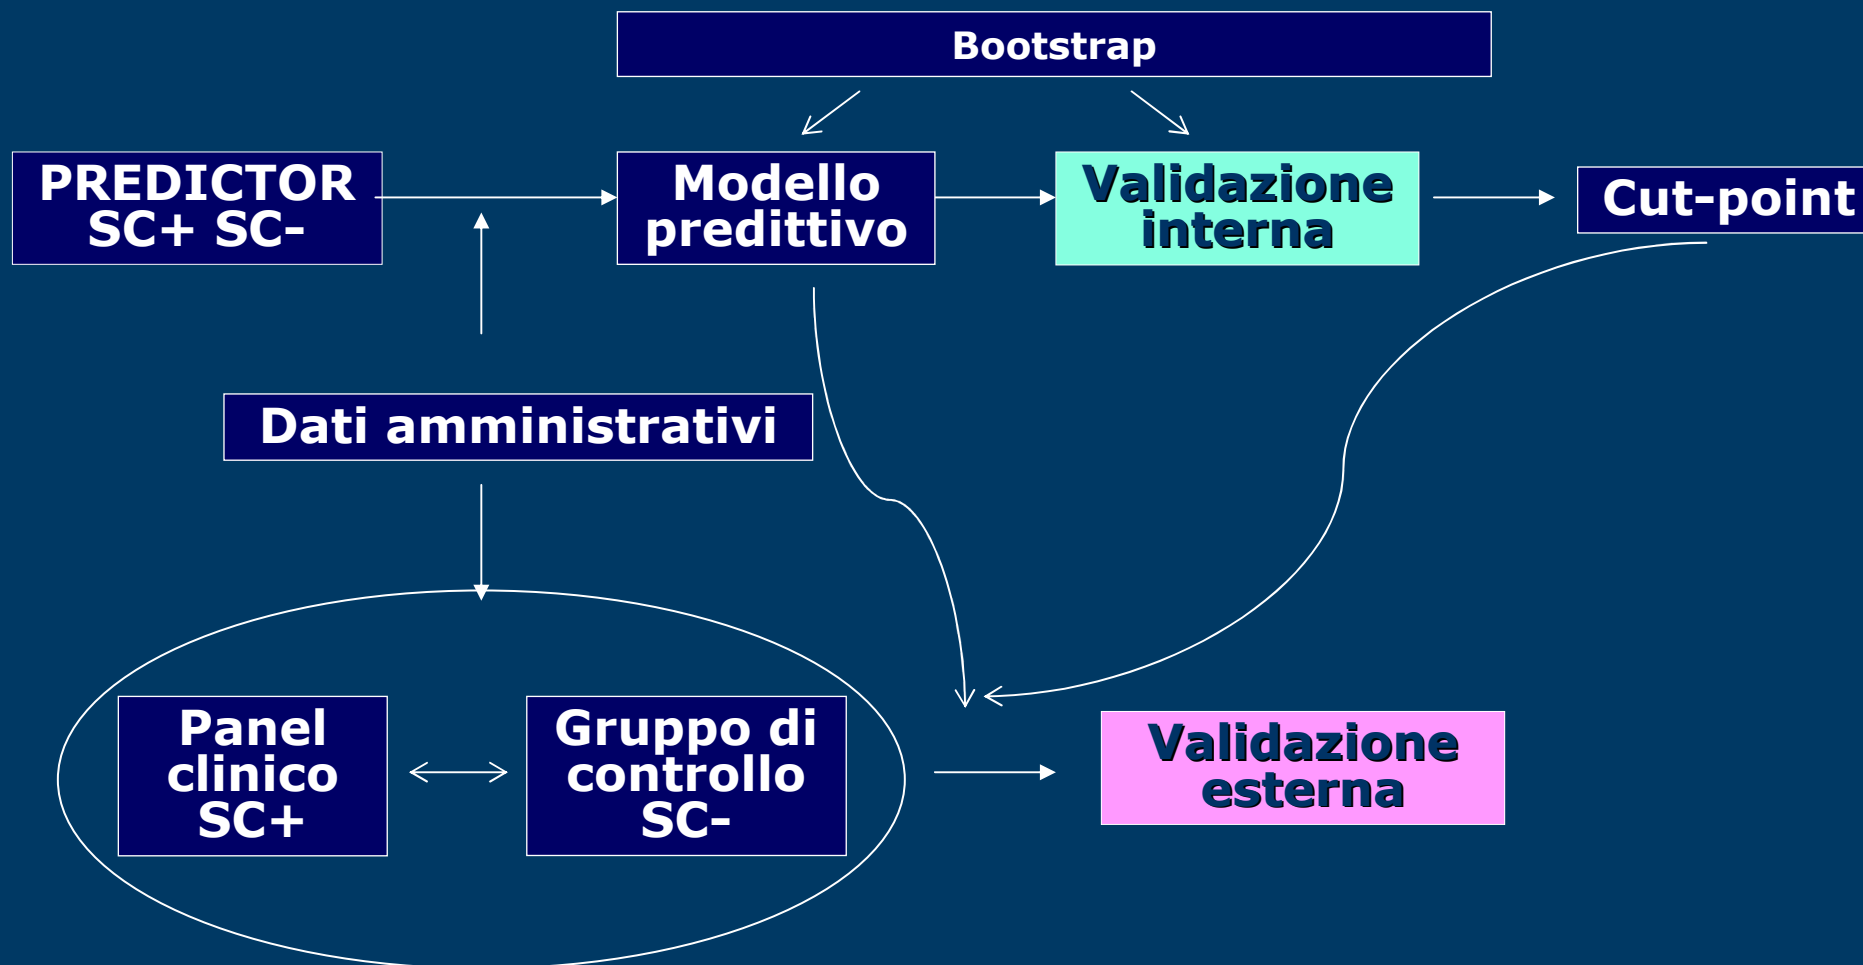 Bootstrap
PREDICTOR
SC+ SC-
Modello
predittivo
Validazione
interna
Cut-point
Dati amministrativi
Panel
clinico
SC+
Gruppo di
controllo
SC-
Validazione
esterna